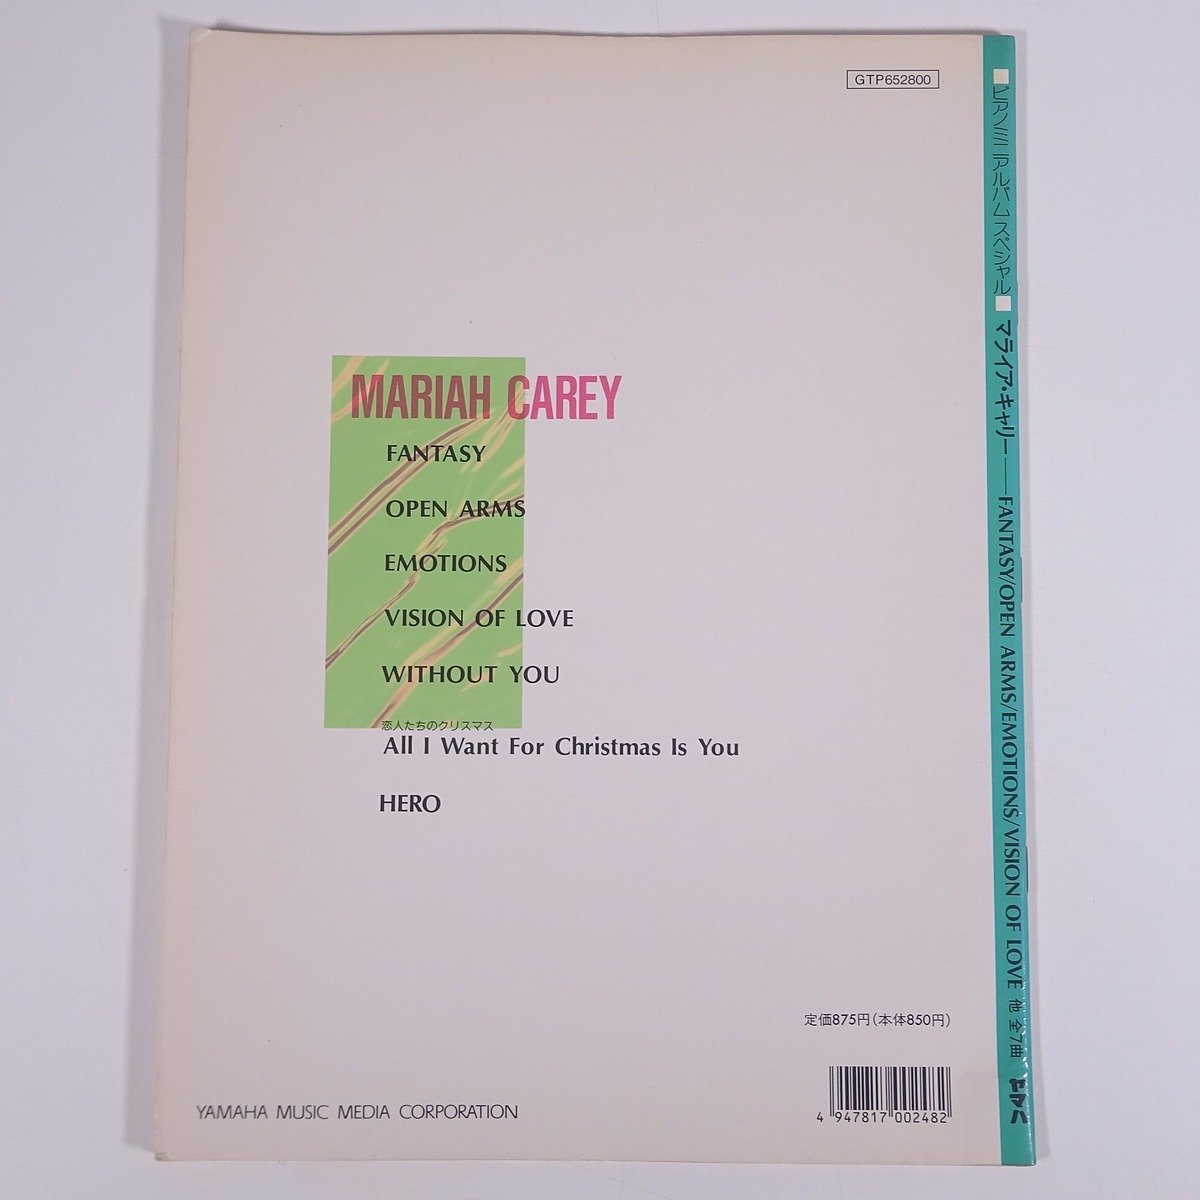 GTP652800
MARIAH CAREY
FANTASY
OPEN ARMS
EMOTIONS
VISION OF LOVE
WITHOUT YOU
恋人たちのクリスマス
All I Want For Christmas Is You
HERO
定価875円(本体850円)
4 947817 002482
YAMAHA MUSIC MEDIA CORPORATION
■ピアノミニアルバムスペシャル■ マライア・キャリー——FANTASY/OPEN ARMS/EMOTIONS/VISION OF LOVE 他 全7曲 ヤマハ